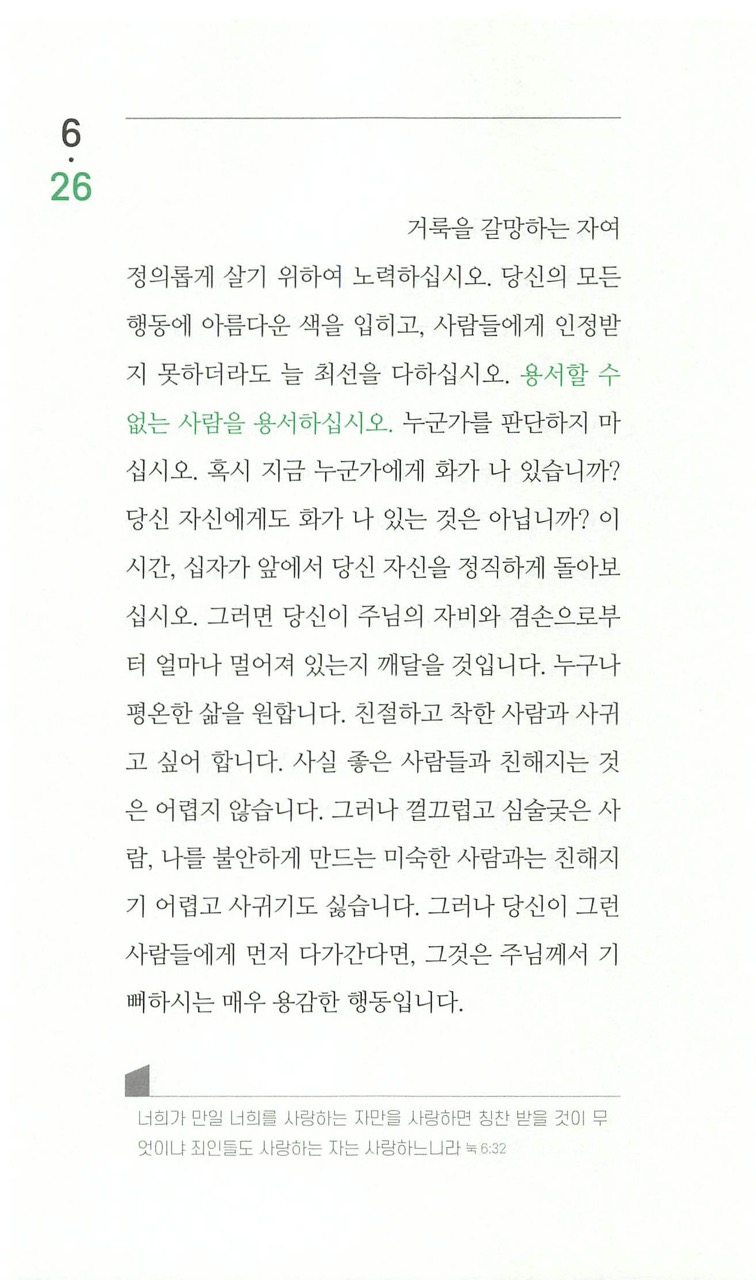 6
·
26
거룩을 갈망하는 자여
정의롭게 살기 위하여 노력하십시오. 당신의 모든
행동에 아름다운 색을 입히고, 사람들에게 인정받
지 못하더라도 늘 최선을 다하십시오. 용서할 수
없는 사람을 용서하십시오. 누군가를 판단하지 마
십시오. 혹시 지금 누군가에게 화가 나 있습니까?
당신 자신에게도 화가 나 있는 것은 아닙니까? 이
시간, 십자가 앞에서 당신 자신을 정직하게 돌아보
십시오. 그러면 당신이 주님의 자비와 겸손으로부
터 얼마나 멀어져 있는지 깨달을 것입니다. 누구나
평온한 삶을 원합니다. 친절하고 착한 사람과 사귀
고 싶어 합니다. 사실 좋은 사람들과 친해지는 것
은 어렵지 않습니다. 그러나 껄끄럽고 심술궂은 사
람, 나를 불안하게 만드는 미숙한 사람과는 친해지
기 어렵고 사귀기도 싫습니다. 그러나 당신이 그런
사람들에게 먼저 다가간다면, 그것은 주님께서 기
뻐하시는 매우 용감한 행동입니다.
너희가 만일 너희를 사랑하는 자만을 사랑하면 칭찬 받을 것이 무
엇이냐 죄인들도 사랑하는 자는 사랑하느니라 눅 6:32